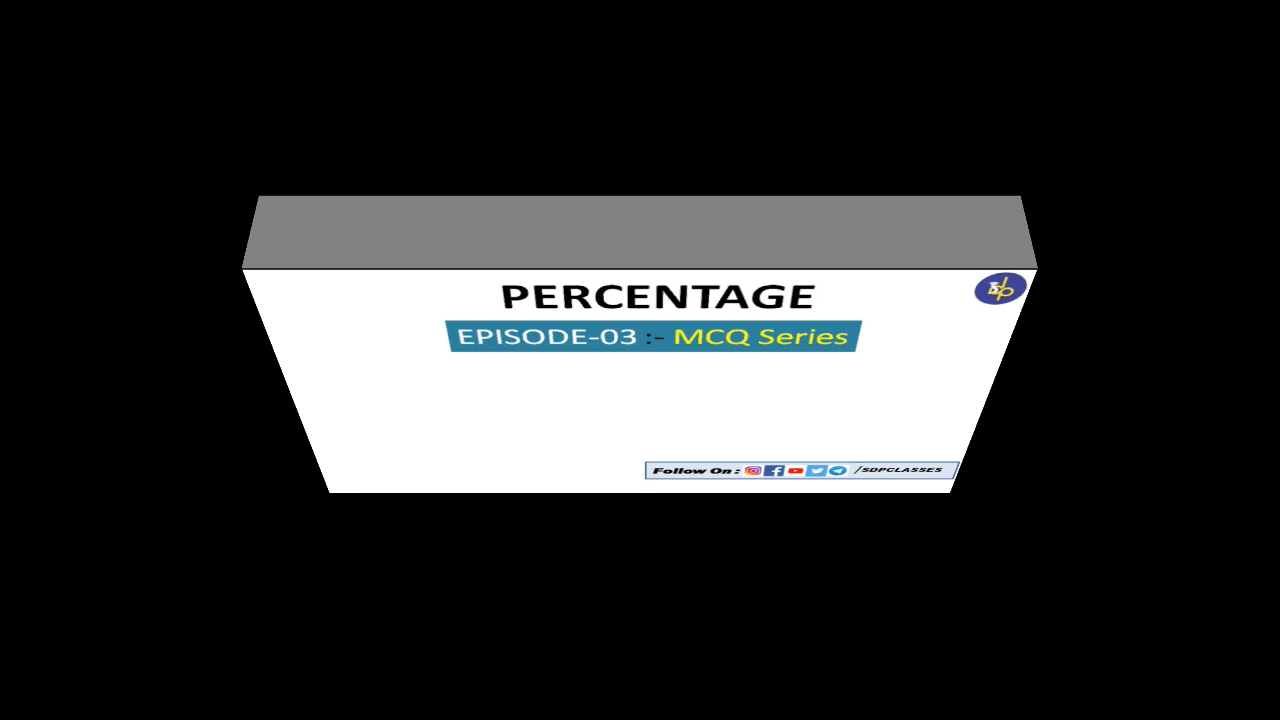 PERCENTAGE
EPISODE-03 :- MCQ Series
Follow On : /SDPCLASSES